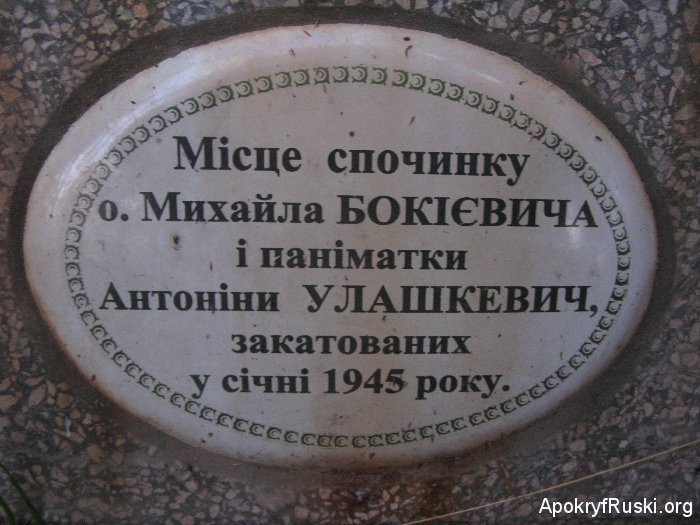 Місце спочинку
о. Михайла БОКІЄВИЧА
і паніматки
Антоніни УЛАШКЕВИЧ,
закатованих
у січні 1945 року.
ApokryfRuski.org